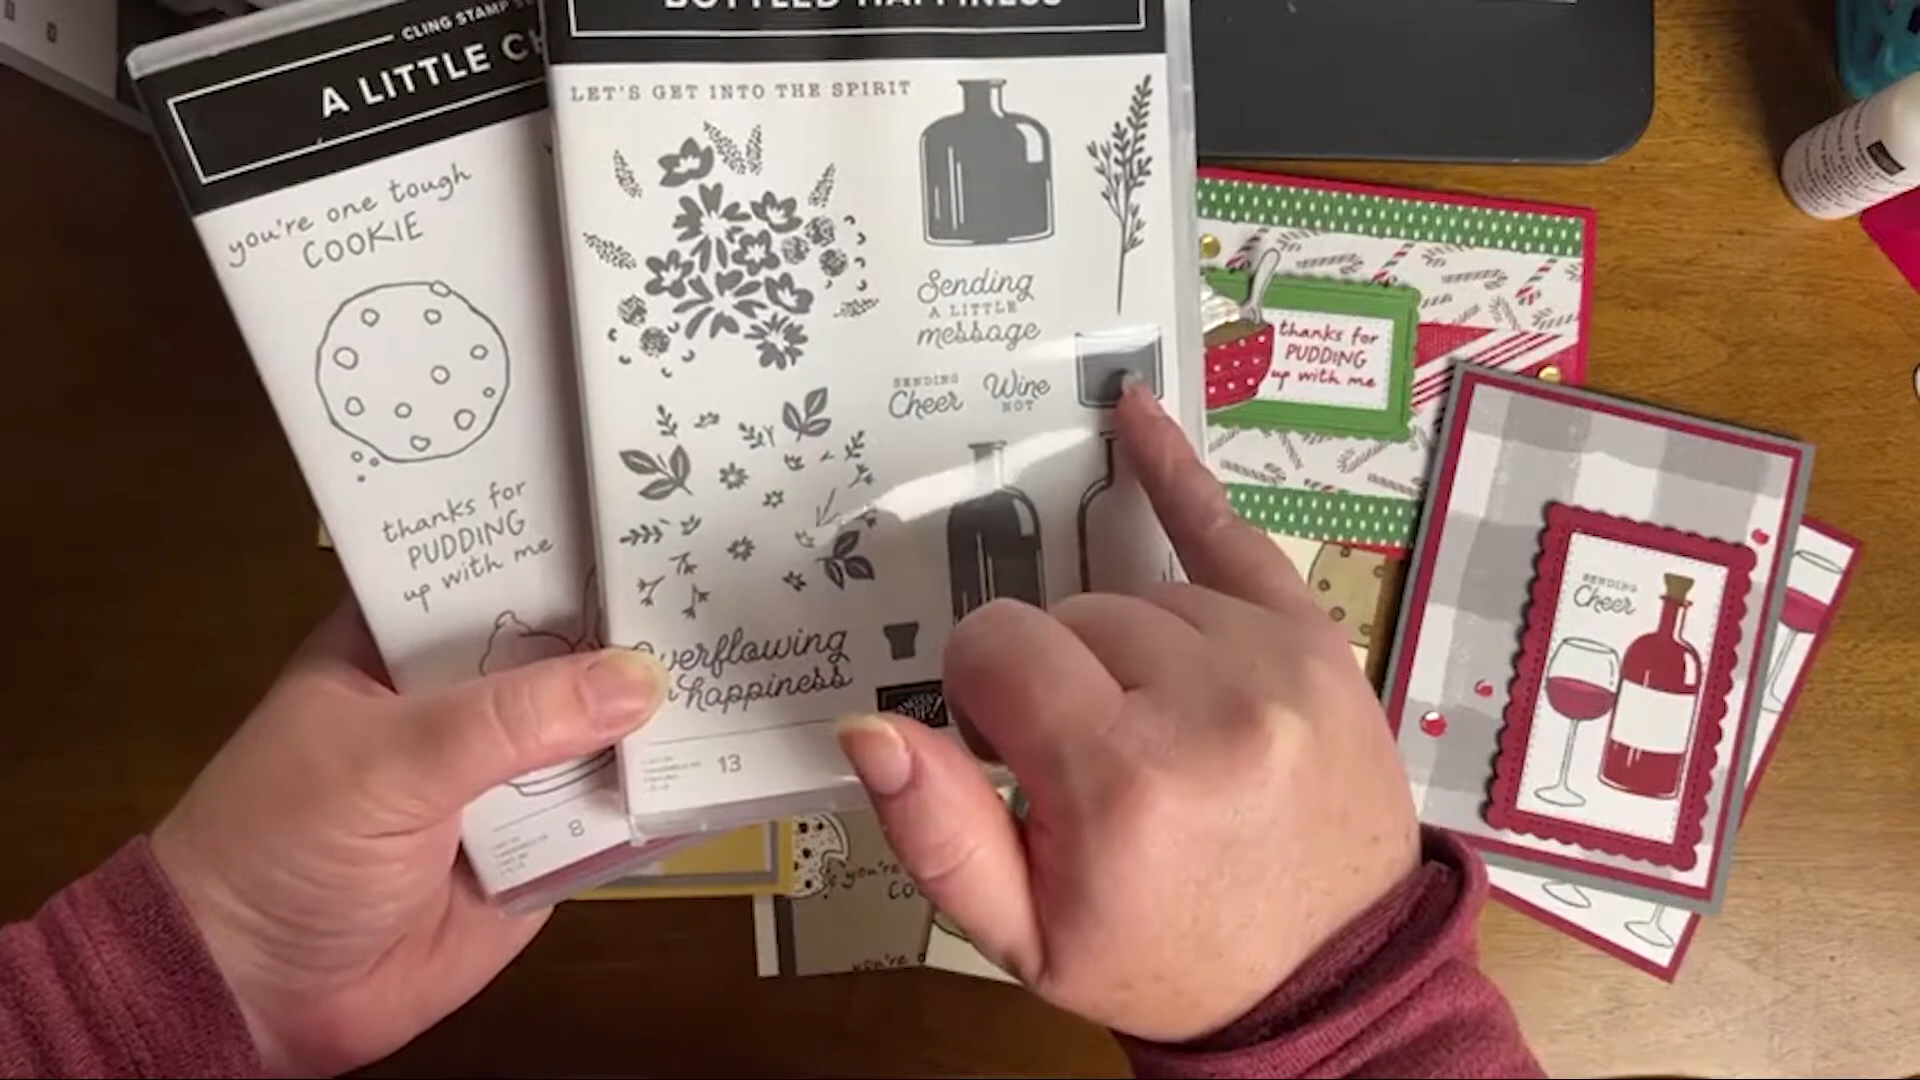 CLING STAMP
A LITTLE
you're one tough
COOKIE
thanks for
PUDDING
up with me
8
BOTTLED HAPPINESS
LET'S GET INTO THE SPIRIT
Sending
A LITTLE
message
SENDING
Cheer
Wine
NOT
Overflowing
happiness
13
thanks for
PUDDING
up with me
SENDING
Cheer
you're